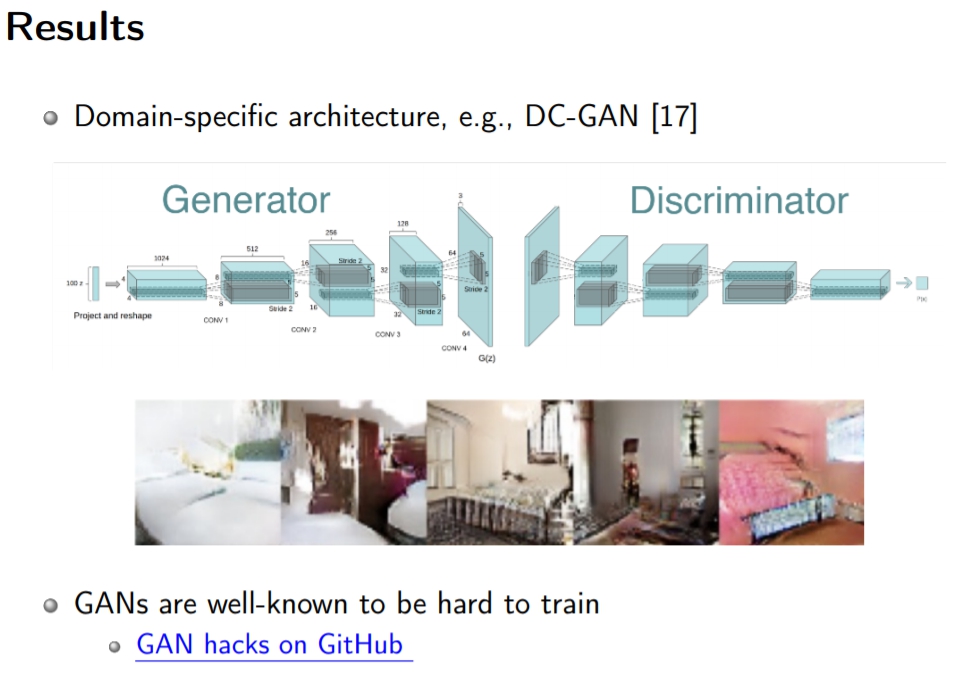 Results
Domain-specific architecture, e.g., DC-GAN [17]
Generator
Discriminator
3
128
256
512
1024
64
16
Stride 2
5
32
5
8
4
5
5
5
5
100 z
Stride 2
4
5
5
Stride 2
8
Stride 2
16
32
Project and reshape
CONV 1
CONV 2
CONV 3
64
CONV 4
G(z)
GANs are well-known to be hard to train
GAN hacks on GitHub